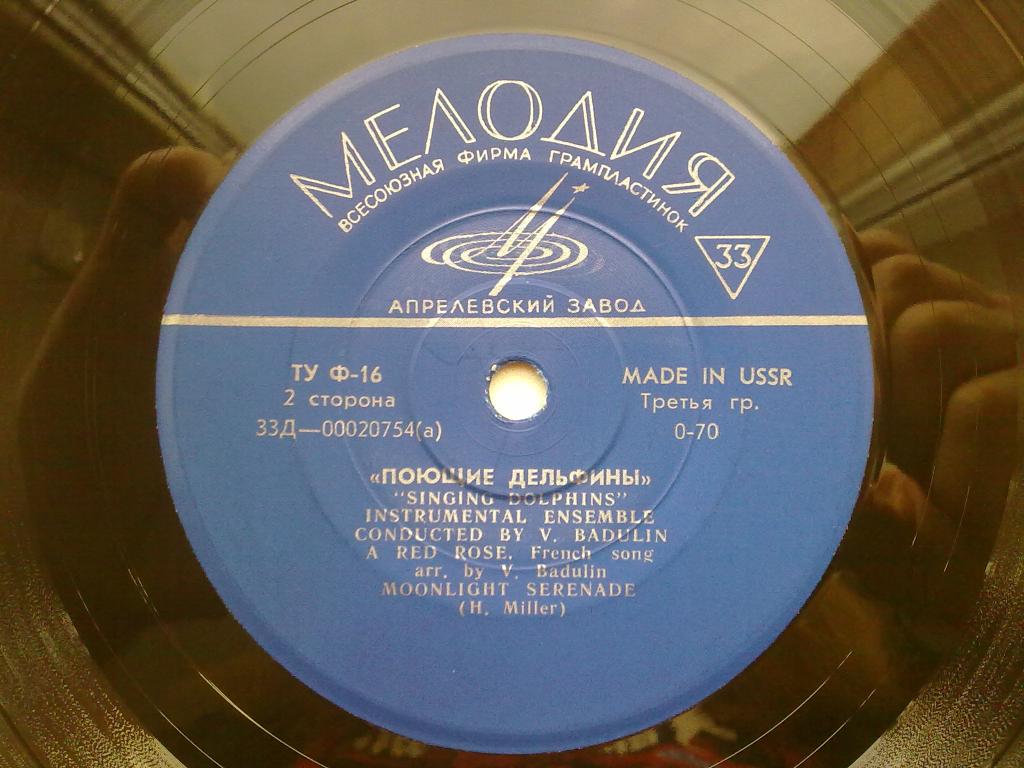 МЕЛОДИЯ
ВСЕСОЮЗНАЯ ФИРМА ГРАМПЛАСТИНОК
33
АПРЕЛЕВСКИЙ ЗАВОД
ТУ Ф-16
2 сторона
33Д—00020754(а)
MADE IN USSR
Третья гр.
0-70
«ПОЮЩИЕ ДЕЛЬФИНЫ»
"SINGING DOLPHINS"
INSTRUMENTAL ENSEMBLE
CONDUCTED BY V. BADULIN
A RED ROSE, French song
arr. by V. Badulin
MOONLIGHT SERENADE
(H. Miller)